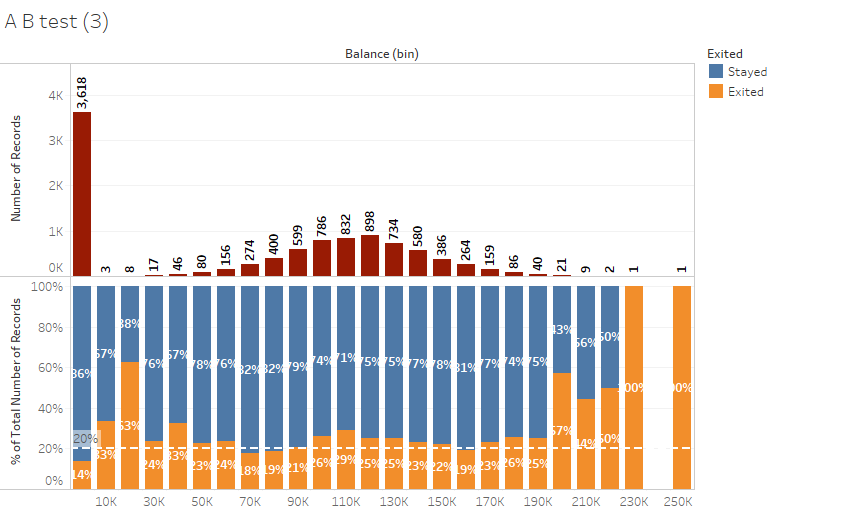 A B test (3)
Balance (bin)
Exited
Stayed
Exited
Number of Records
4K
3K
2K
1K
0K
3,618
3
8
17
46
80
156
274
400
599
786
832
898
734
580
386
264
159
86
40
21
9
2
1
1
% of Total Number of Records
100%
80%
60%
40%
20%
0%
20%
86% 67% 38% 76% 67% 78% 76% 82% 82% 79% 74% 71% 75% 75% 77% 78% 81% 77% 74% 75% 43% 56% 50%
14% 33% 63% 24% 33% 23% 24% 18% 19% 21% 26% 29% 25% 25% 23% 22% 19% 23% 26% 25% 57% 44% 50% 100% 100%
10K 30K 50K 70K 90K 110K 130K 150K 170K 190K 210K 230K 250K